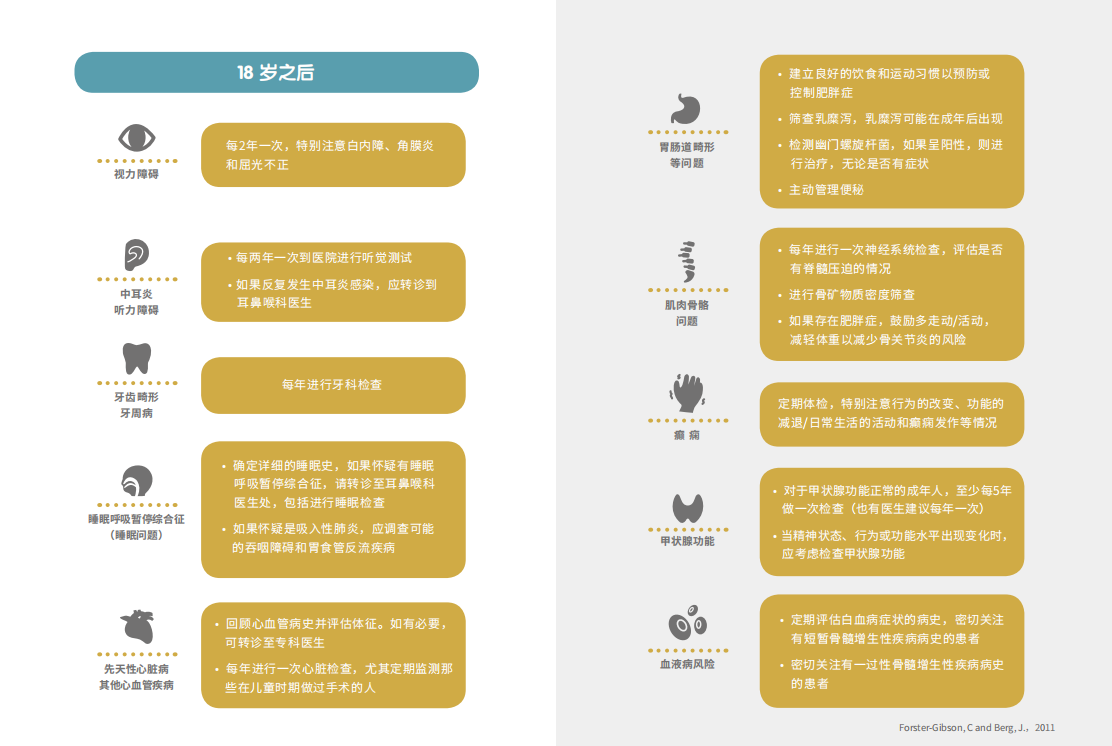 18 岁之后
视力障碍
每2年一次，特别注意白内障、角膜炎
和屈光不正
中耳炎
听力障碍
• 每两年一次到医院进行听觉测试
• 如果反复发生中耳炎感染，应转诊到
耳鼻喉科医生
牙齿畸形
牙周病
每年进行牙科检查
睡眠呼吸暂停综合征
（睡眠问题）
• 确定详细的睡眠史，如果怀疑有睡眠
呼吸暂停综合征，请转诊至耳鼻喉科
医生处，包括进行睡眠检查
• 如果怀疑是吸入性肺炎，应调查可能
的吞咽障碍和胃食管反流疾病
先天性心脏病
其他心血管疾病
• 回顾心血管病史并评估体征。如有必要，
可转诊至专科医生
• 每年进行一次心脏检查，尤其定期监测那
些在儿童时期做过手术的人
胃肠道畸形
等问题
• 建立良好的饮食和运动习惯以预防或
控制肥胖症
• 筛查乳糜泻，乳糜泻可能在成年后出现
• 检测幽门螺旋杆菌，如果呈阳性，则进
行治疗，无论是否有症状
• 主动管理便秘
肌肉骨骼
问题
• 每年进行一次神经系统检查，评估是否
有脊髓压迫的情况
• 进行骨矿物质密度筛查
• 如果存在肥胖症，鼓励多走动/活动，
减轻体重以减少骨关节炎的风险
癫 痫
定期体检，特别注意行为的改变、功能的
减退/日常生活的活动和癫痫发作等情况
甲状腺功能
• 对于甲状腺功能正常的成年人，至少每5年
做一次检查（也有医生建议每年一次）
• 当精神状态、行为或功能水平出现变化时，
应考虑检查甲状腺功能
血液病风险
• 定期评估白血病症状的病史，密切关注
有短暂骨髓增生性疾病病史的患者
• 密切关注有一过性骨髓增生性疾病病史
的患者
Forster-Gibson, C and Berg, J.，2011